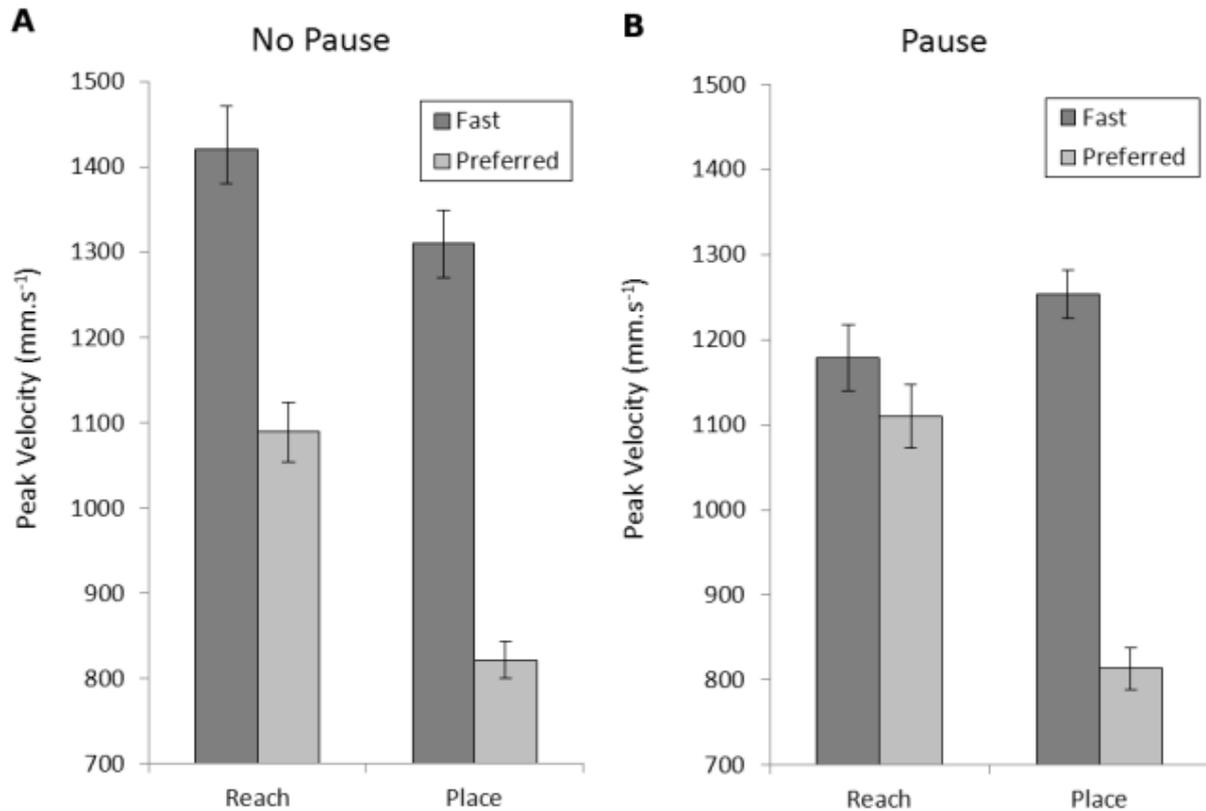 A
No Pause
Peak Velocity (mm.s⁻¹)
1500
1400
1300
1200
1100
1000
900
800
700
Fast
Preferred
Reach
Place
B
Pause
Peak Velocity (mm.s⁻¹)
1500
1400
1300
1200
1100
1000
900
800
700
Fast
Preferred
Reach
Place